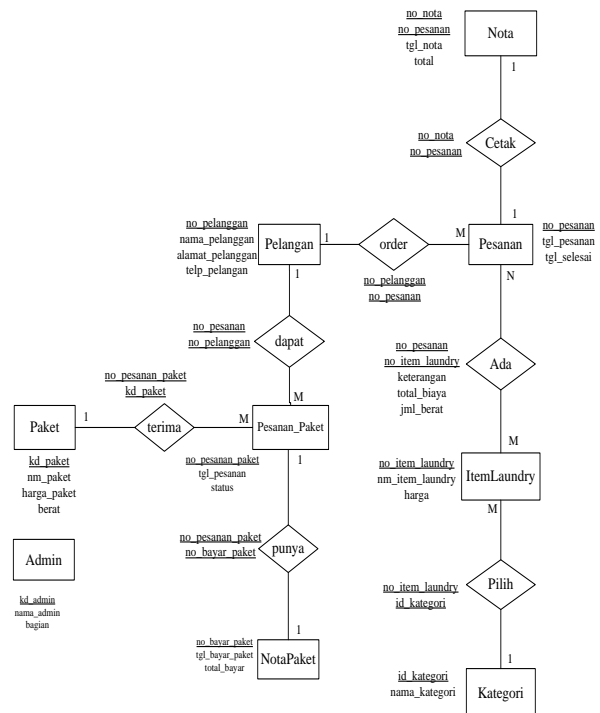 no_nota
no_pesanan
tgl_nota
total
Nota
1
no_nota
no_pesanan
Cetak
1
no_pelanggan
nama_pelanggan
alamat_pelanggan
telp_pelangan
Pelangan
1
order
M
Pesanan
no_pesanan
tgl_pesanan
tgl_selesai
1
N
no_pelanggan
no_pesanan
no_pesanan
no_pelanggan
dapat
no_pesanan
no_item_laundry
keterangan
total_biaya
jml_berat
Ada
no_pesanan_paket
kd_paket
M
Paket
1
terima
M
Pesanan_Paket
M
kd_paket
nm_paket
harga_paket
berat
no_pesanan_paket
tgl_pesanan
status
1
no_item_laundry
nm_item_laundry
harga
ItemLaundry
M
no_pesanan_paket
no_bayar_paket
punya
Admin
kd_admin
nama_admin
bagian
no_item_laundry
id_kategori
Pilih
1
no_bayar_paket
tgl_bayar_paket
total_bayar
NotaPaket
1
id_kategori
nama_kategori
Kategori